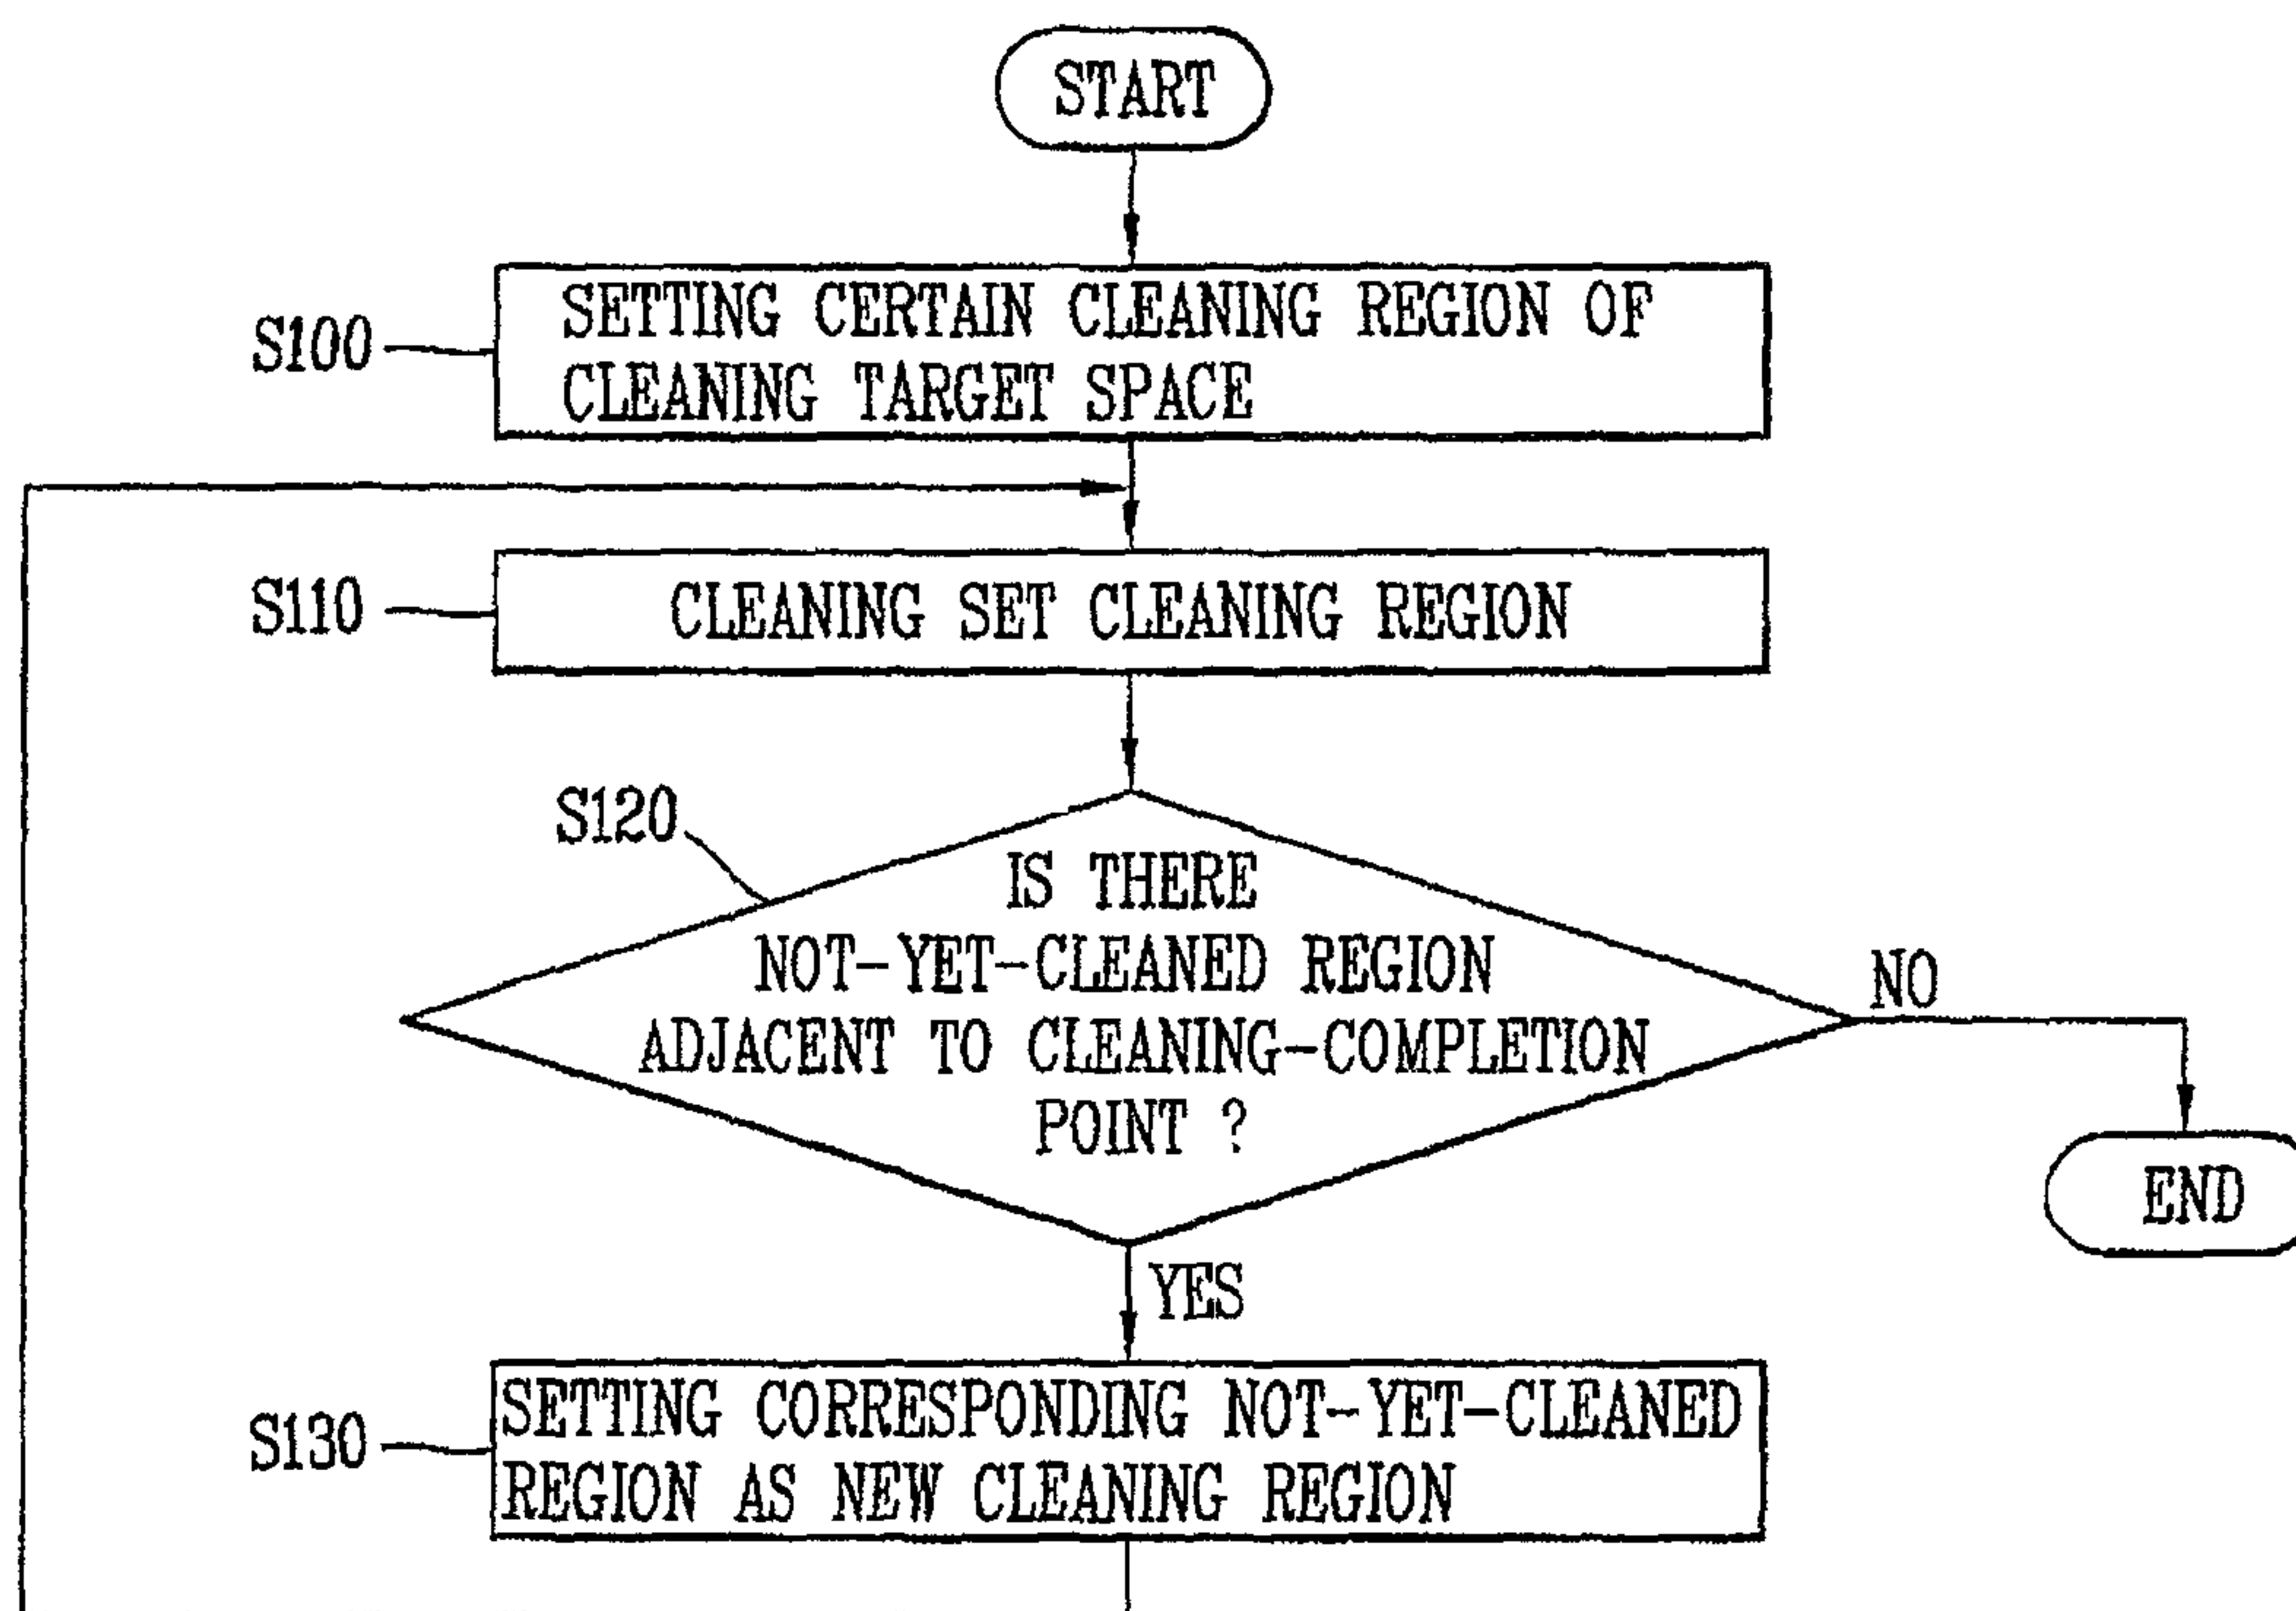 START
S100
SETTING CERTAIN CLEANING REGION OF
CLEANING TARGET SPACE
S110
CLEANING SET CLEANING REGION
S120
IS THERE
NOT-YET-CLEANED REGION
ADJACENT TO CLEANING-COMPLETION
POINT ?
NO
END
YES
S130
SETTING CORRESPONDING NOT-YET-CLEANED
REGION AS NEW CLEANING REGION